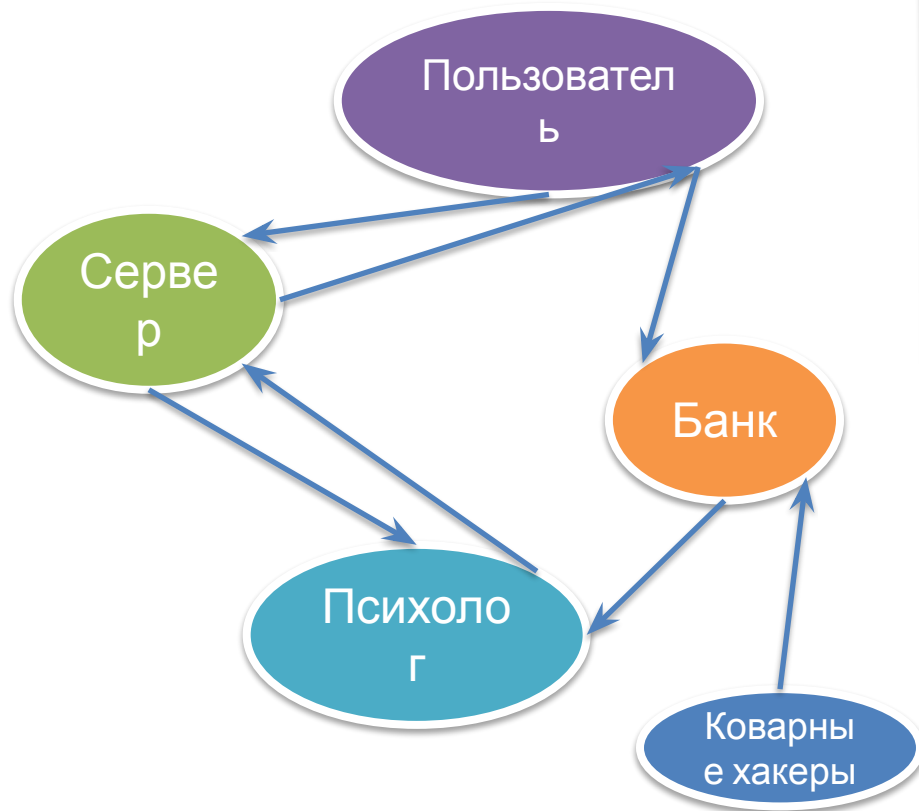 Пользовател
ь
Серве
р
Банк
Психоло
г
Коварны
е хакеры